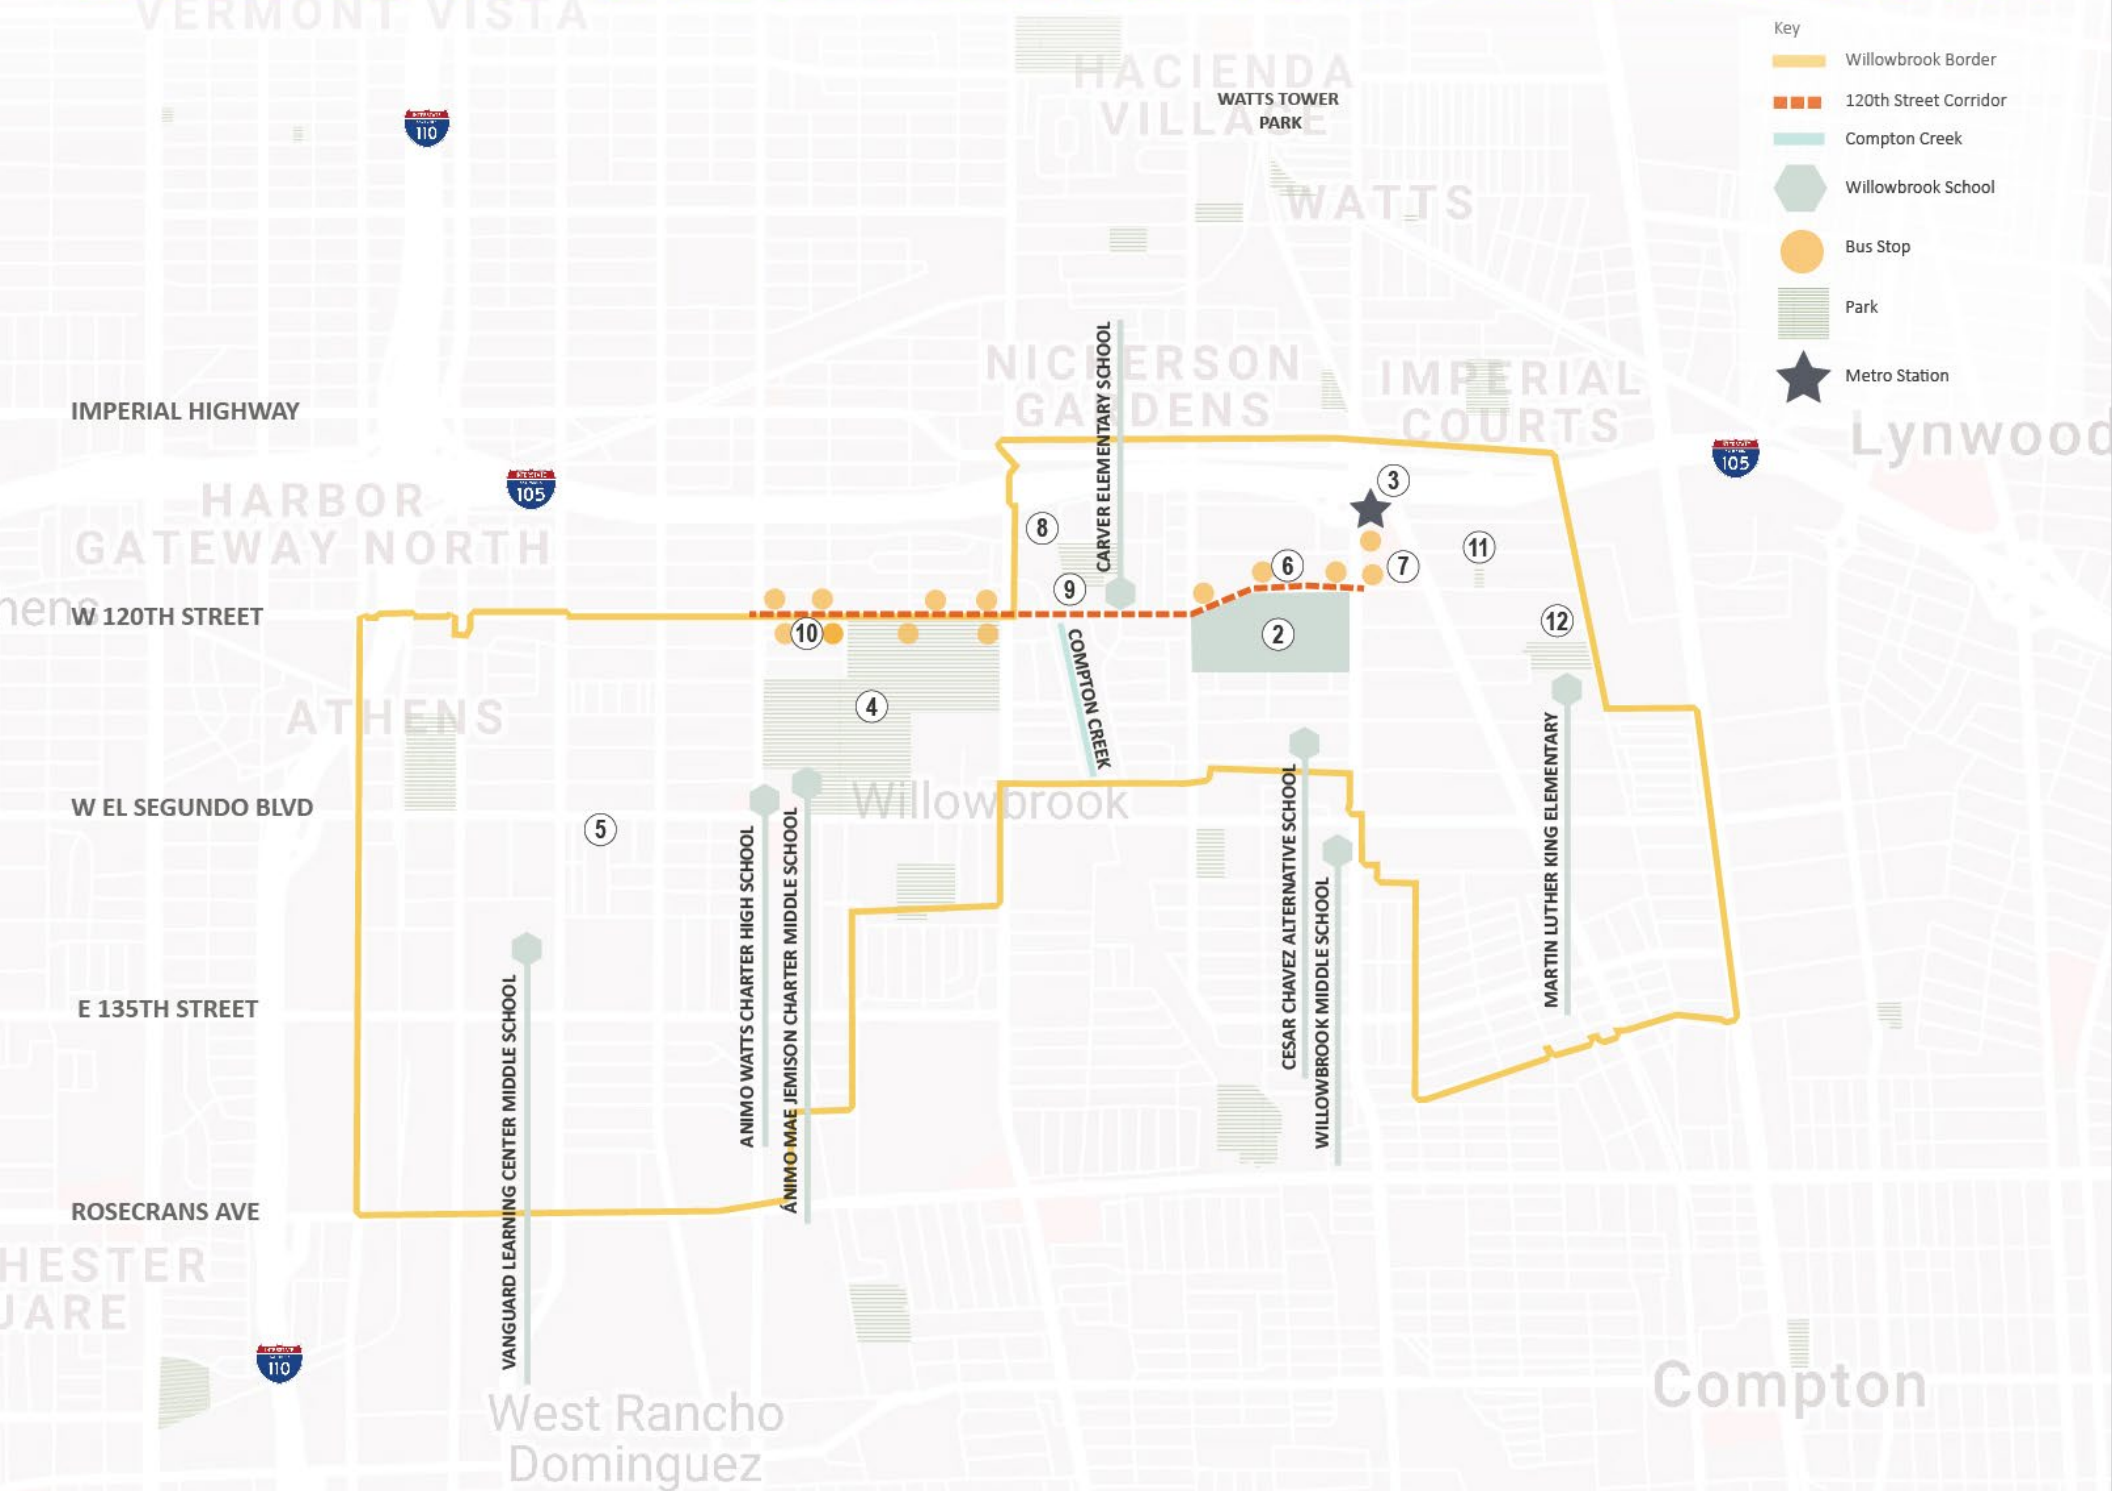 VERMONT VISTA
Key
Willowbrook Border
120th Street Corridor
Compton Creek
Willowbrook School
Bus Stop
Park
Metro Station
HACIENDA
VILLAGE
WATTS TOWER
PARK
110
WATTS
NICKERSON
GARDENS
IMPERIAL
COURTS
CARVER ELEMENTARY SCHOOL
IMPERIAL HIGHWAY
Lynwood
105
105
HARBOR
GATEWAY NORTH
3
8
11
6
7
9
hens
W 120TH STREET
10
2
12
COMPTON CREEK
ATHENS
4
W EL SEGUNDO BLVD
Willowbrook
5
ANIMO WATTS CHARTER HIGH SCHOOL
ÁNIMO MAE JEMISON CHARTER MIDDLE SCHOOL
CESAR CHAVEZ ALTERNATIVE SCHOOL
WILLOWBROOK MIDDLE SCHOOL
MARTIN LUTHER KING ELEMENTARY
VANGUARD LEARNING CENTER MIDDLE SCHOOL
E 135TH STREET
ROSECRANS AVE
HESTER
UARE
110
Compton
West Rancho
Dominguez